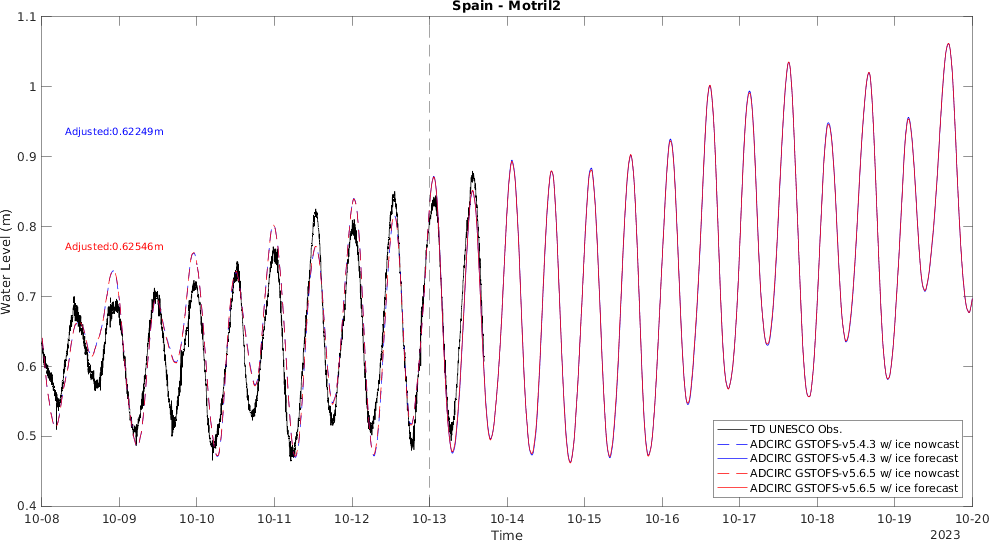 Spain - Motril2
1.1
1
0.9
0.8
0.7
0.6
0.5
0.4
Water Level (m)
Adjusted:0.62249m
Adjusted:0.62546m
TD UNESCO Obs.
ADCIRC GSTOFS-v5.4.3 w/ ice nowcast
ADCIRC GSTOFS-v5.4.3 w/ ice forecast
ADCIRC GSTOFS-v5.6.5 w/ ice nowcast
ADCIRC GSTOFS-v5.6.5 w/ ice forecast
10-08 10-09 10-10 10-11 10-12 10-13 10-14 10-15 10-16 10-17 10-18 10-19 10-20
Time
2023